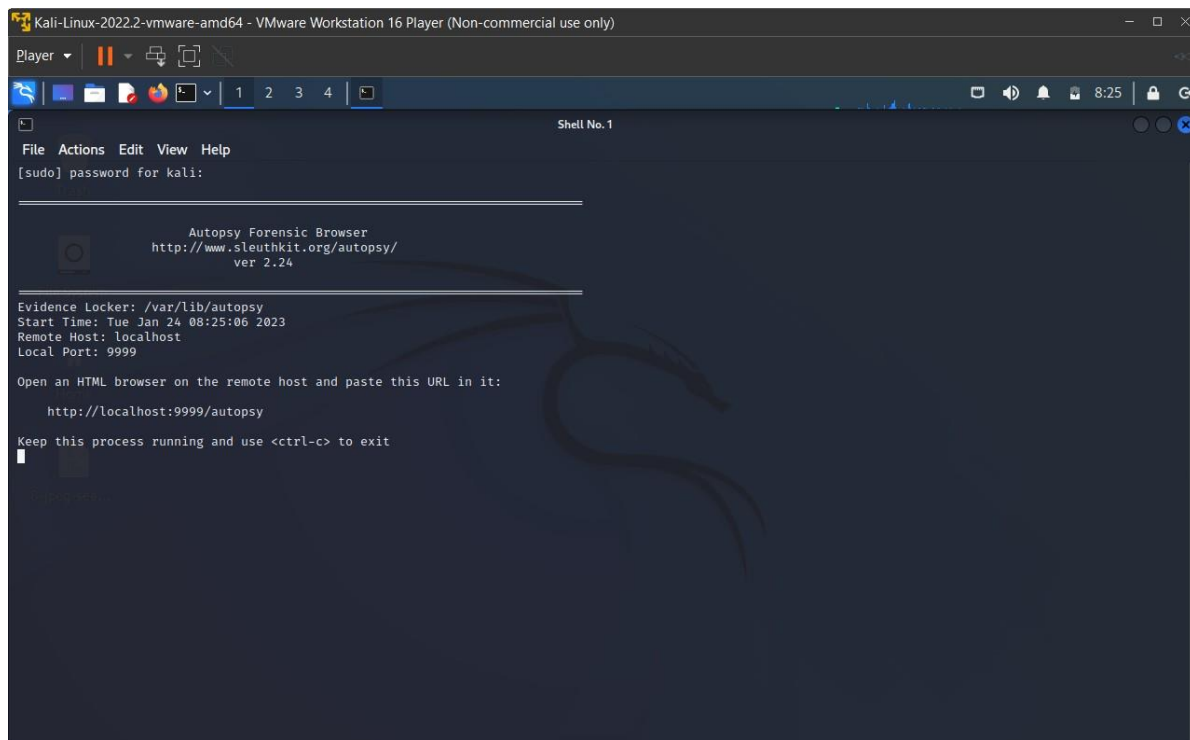 Kali-Linux-2022.2-vmware-amd64 - VMware Workstation 16 Player (Non-commercial use only)
Player
1 2 3 4
8:25
Shell No. 1
File Actions Edit View Help
[sudo] password for kali:
Autopsy Forensic Browser
http://www.sleuthkit.org/autopsy/
ver 2.24
Evidence Locker: /var/lib/autopsy
Start Time: Tue Jan 24 08:25:06 2023
Remote Host: localhost
Local Port: 9999
Open an HTML browser on the remote host and paste this URL in it:
http://localhost:9999/autopsy
Keep this process running and use <ctrl-c> to exit